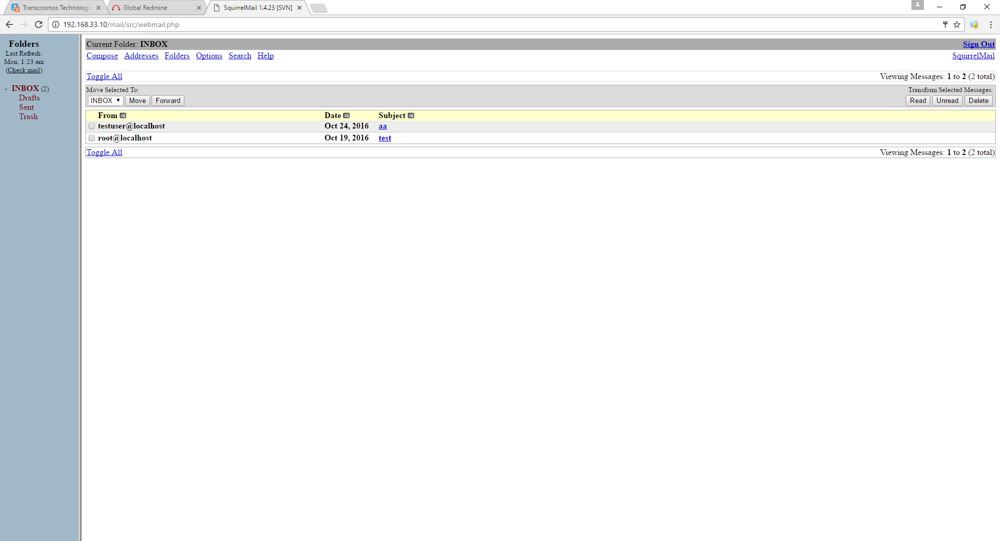 Transcosmos Technologic
Global Redmine
SquirrelMail 1.4.23 [SVN]
192.168.33.10/mail/src/webmail.php
Folders
Last Refresh:
Mon, 1:23 am
(Check mail)
- INBOX (2)
Drafts
Sent
Trash
Current Folder: INBOX Sign Out
Compose Addresses Folders Options Search Help SquirrelMail
Toggle All Viewing Messages: 1 to 2 (2 total)
Move Selected To: Transform Selected Messages:
INBOX Move Forward Read Unread Delete
From Date Subject
testuser@localhost Oct 24, 2016 aa
root@localhost Oct 19, 2016 test
Toggle All Viewing Messages: 1 to 2 (2 total)